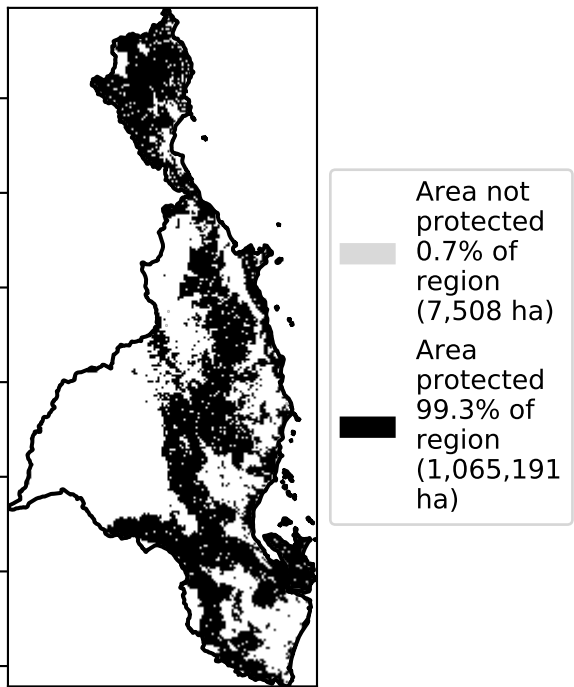 Area not
protected
0.7% of
region
(7,508 ha)
Area
protected
99.3% of
region
(1,065,191
ha)